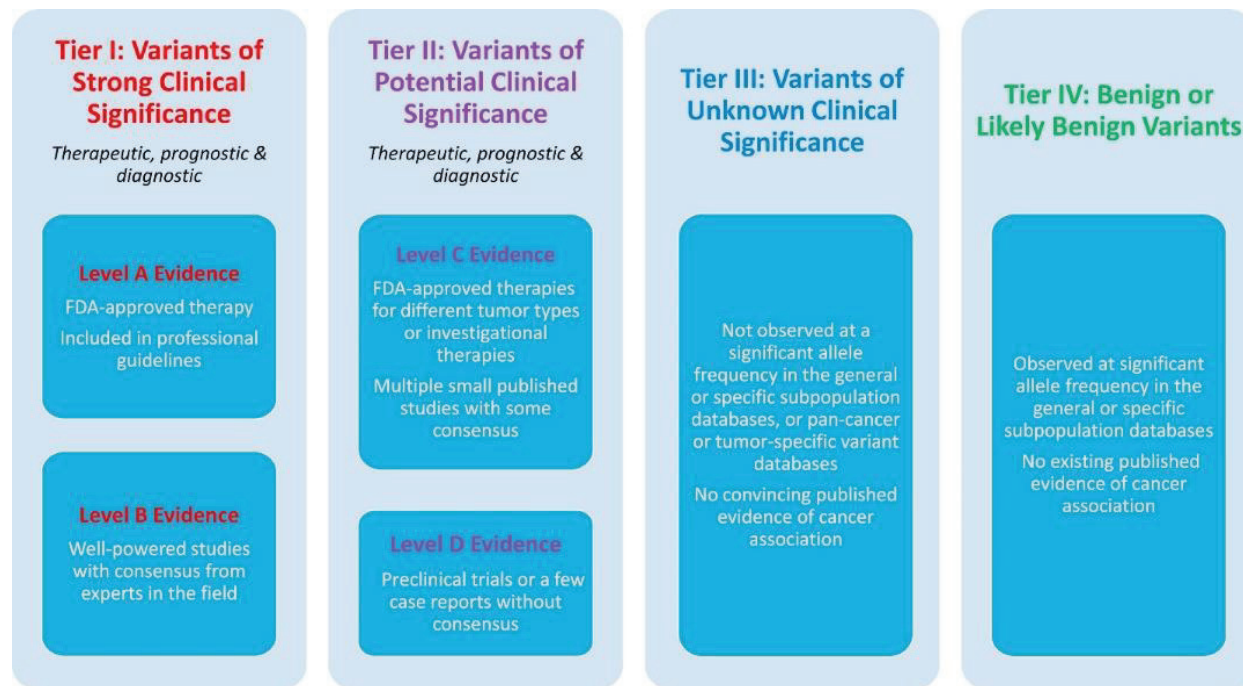 Tier I: Variants of
Strong Clinical
Significance
Therapeutic, prognostic &
diagnostic
Level A Evidence
FDA-approved therapy
Included in professional
guidelines
Level B Evidence
Well-powered studies
with consensus from
experts in the field
Tier II: Variants of
Potential Clinical
Significance
Therapeutic, prognostic &
diagnostic
Level C Evidence
FDA-approved therapies
for different tumor types
or investigational
therapies
Multiple small published
studies with some
consensus
Level D Evidence
Preclinical trials or a few
case reports without
consensus
Tier III: Variants of
Unknown Clinical
Significance
Not observed at a
significant allele
frequency in the general
or specific subpopulation
databases, or pan-cancer
or tumor-specific variant
databases
No convincing published
evidence of cancer
association
Tier IV: Benign or
Likely Benign Variants
Observed at significant
allele frequency in the
general or specific
subpopulation databases
No existing published
evidence of cancer
association